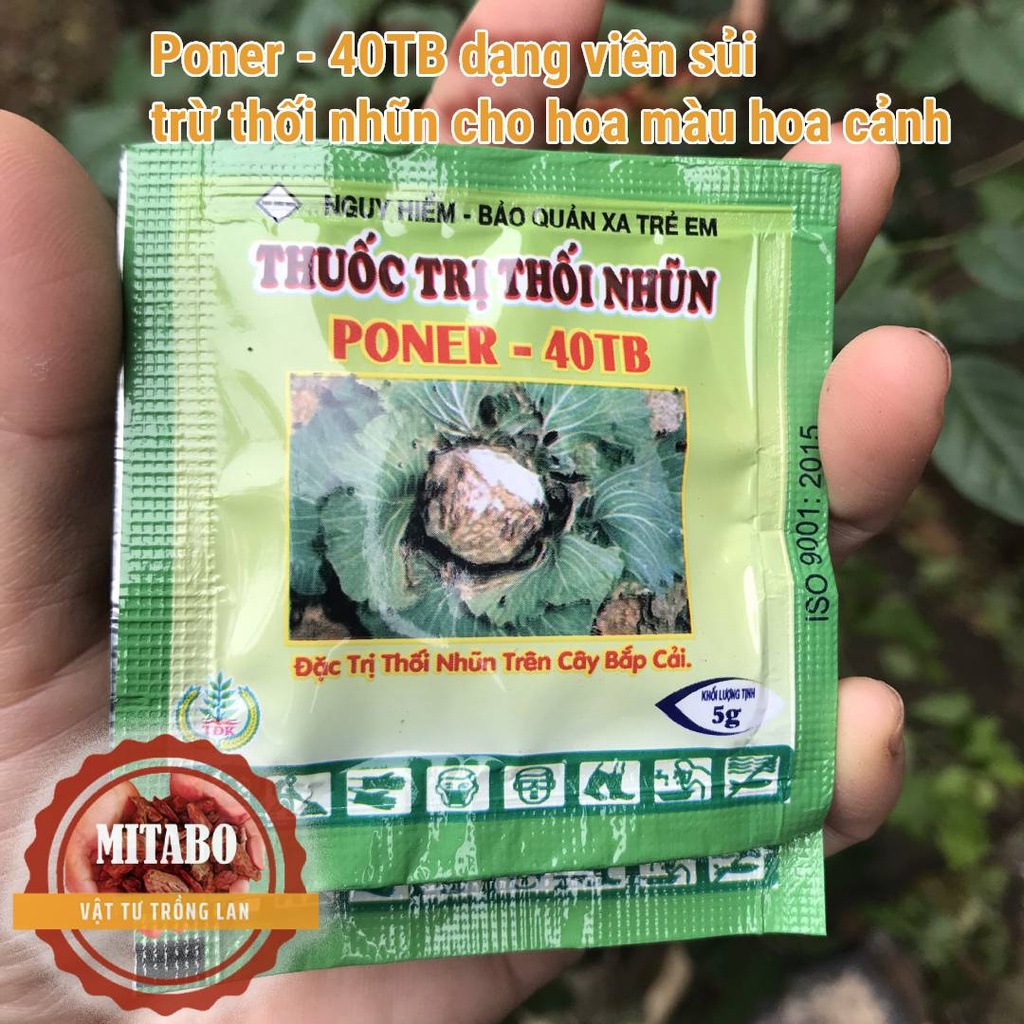 Poner - 40TB dạng viên sủi
trừ thối nhũn cho hoa màu hoa cảnh
NGUY HIỂM - BẢO QUẢN XA TRẺ EM
THUỐC TRỊ THỐI NHŨN
PONER - 40TB
ISO 9001: 2015
Đặc Trị Thối Nhũn Trên Cây Bắp Cải.
KHỐI LƯỢNG TỊNH
5g
TĐK
MITABO
VẬT TƯ TRỒNG LAN